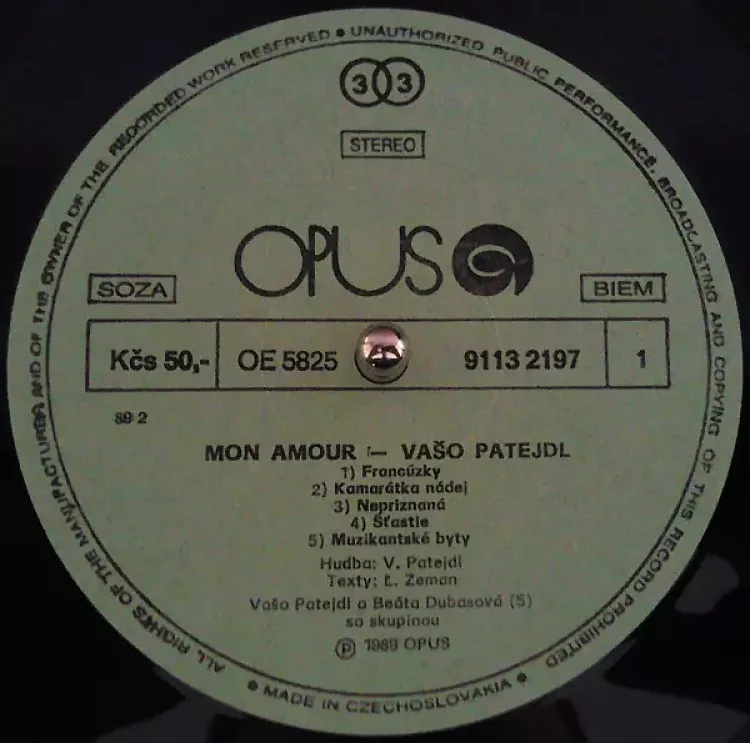 ALL RIGHTS OF THE MANUFACTURER AND OF THE OWNER OF THE RECORDED WORK RESERVED • UNAUTHORIZED PUBLIC PERFORMANCE, BROADCASTING AND COPYING OF THIS RECORD PROHIBITED
33
STEREO
OPUS
SOZA
BIEM
Kčs 50,- OE 5825 9113 2197 1
89 2
MON AMOUR – VAŠO PATEJDL
1) Francúzky
2) Kamarátka nádej
3) Nepriznaná
4) Šťastie
5) Muzikantské byty
Hudba: V. Patejdl
Texty: Ľ. Zeman
Vašo Patejdl a Beáta Dubasová (5)
so skupinou
Ⓟ 1989 OPUS
• MADE IN CZECHOSLOVAKIA •